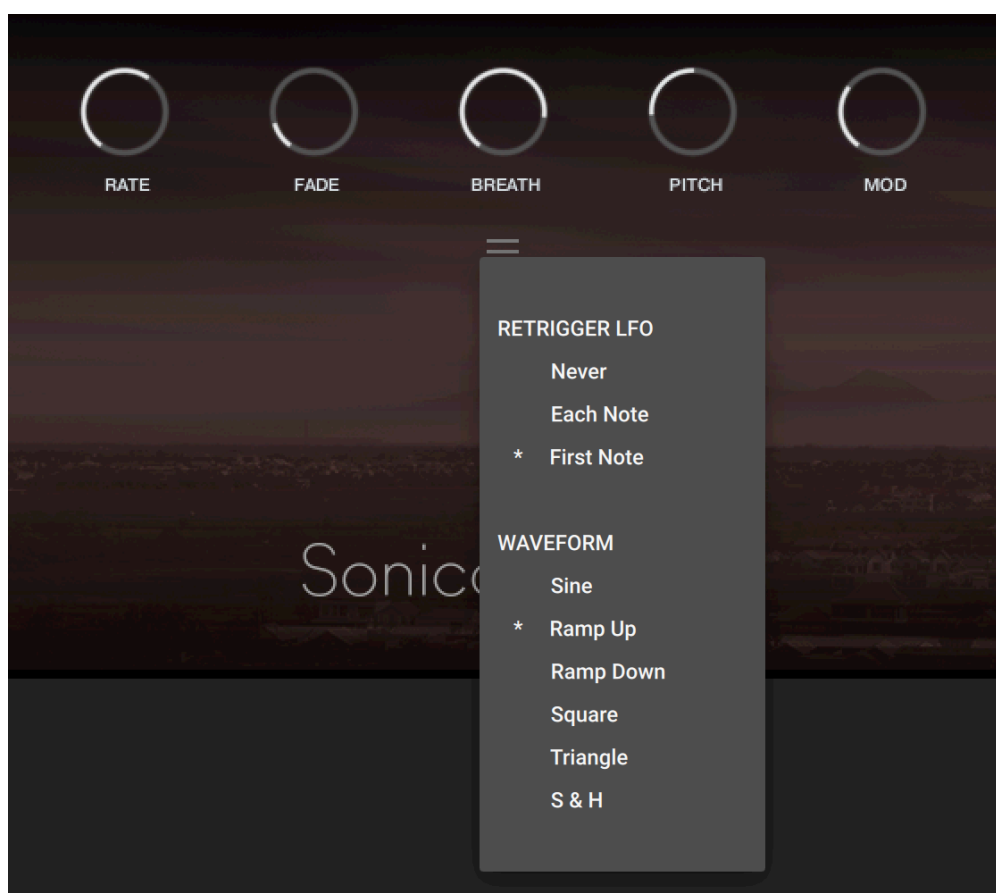 RATE FADE BREATH PITCH MOD
RETRIGGER LFO
Never
Each Note
* First Note
WAVEFORM
Sine
* Ramp Up
Ramp Down
Square
Triangle
S & H